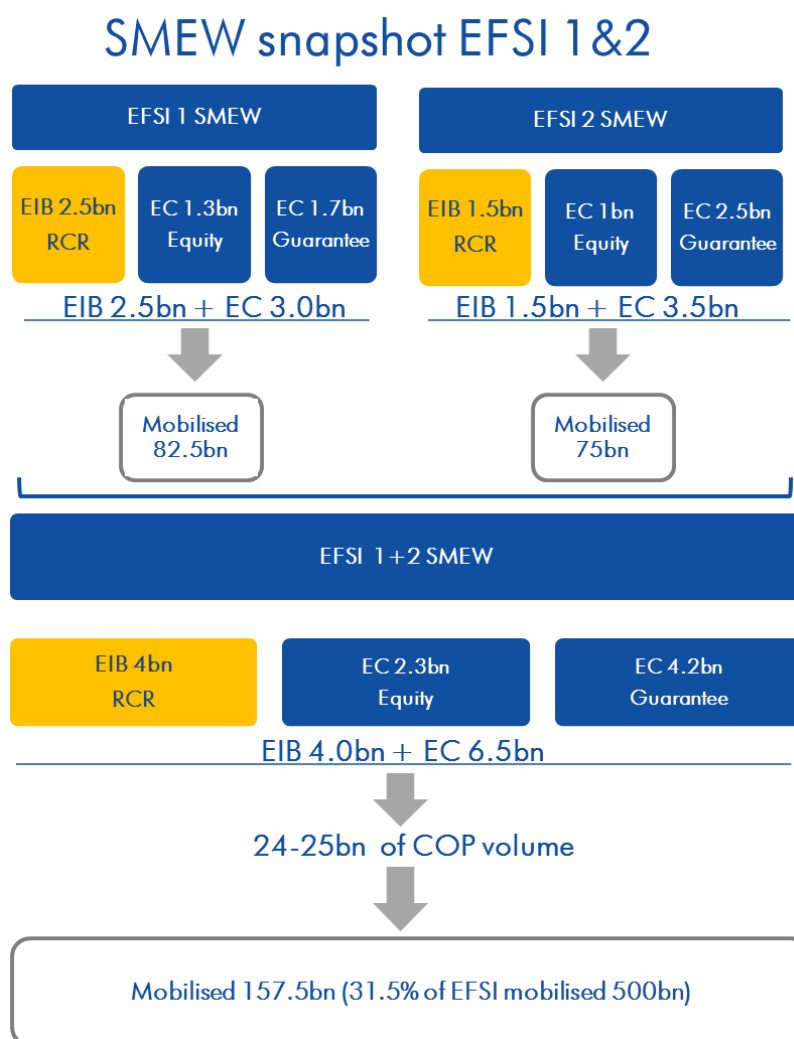 SMEW snapshot EFSI 1&2
EFSI 1 SMEW
EFSI 2 SMEW
EIB 2.5bn
RCR
EC 1.3bn
Equity
EC 1.7bn
Guarantee
EIB 1.5bn
RCR
EC 1bn
Equity
EC 2.5bn
Guarantee
EIB 2.5bn + EC 3.0bn
EIB 1.5bn + EC 3.5bn
Mobilised
82.5bn
Mobilised
75bn
EFSI 1+2 SMEW
EIB 4bn
RCR
EC 2.3bn
Equity
EC 4.2bn
Guarantee
EIB 4.0bn + EC 6.5bn
24-25bn of COP volume
Mobilised 157.5bn (31.5% of EFSI mobilised 500bn)